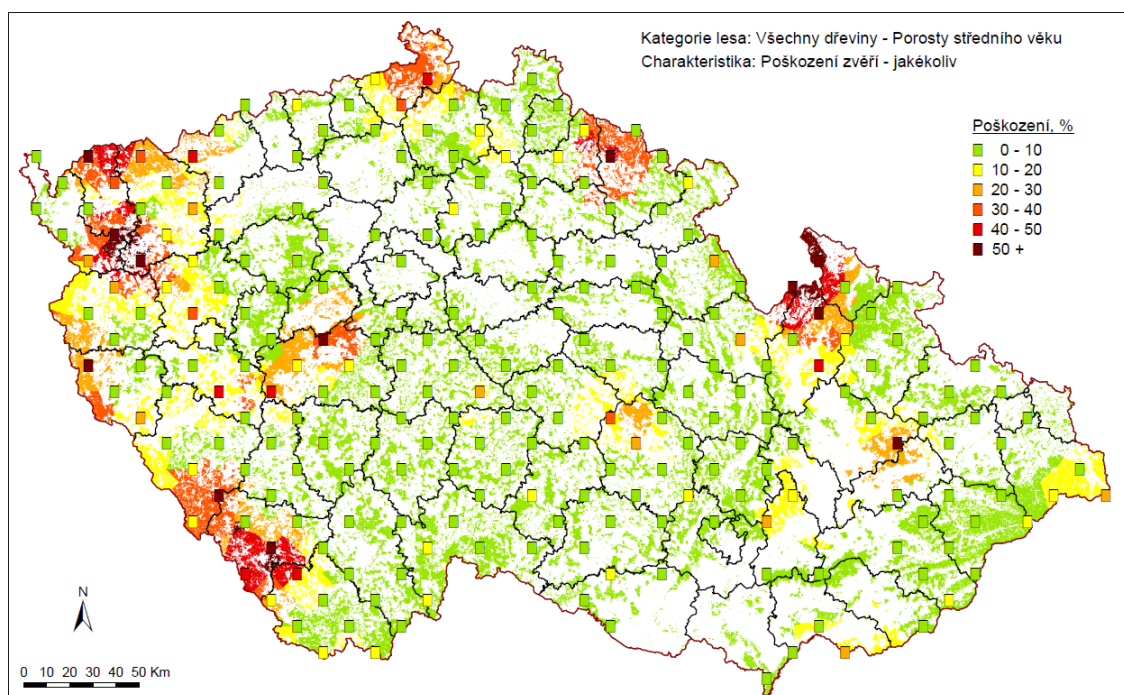 Kategorie lesa: Všechny dřeviny - Porosty středního věku
Charakteristika: Poškození zvěří - jakékoliv
Poškození, %
0 - 10
10 - 20
20 - 30
30 - 40
40 - 50
50 +
N
0 10 20 30 40 50 Km